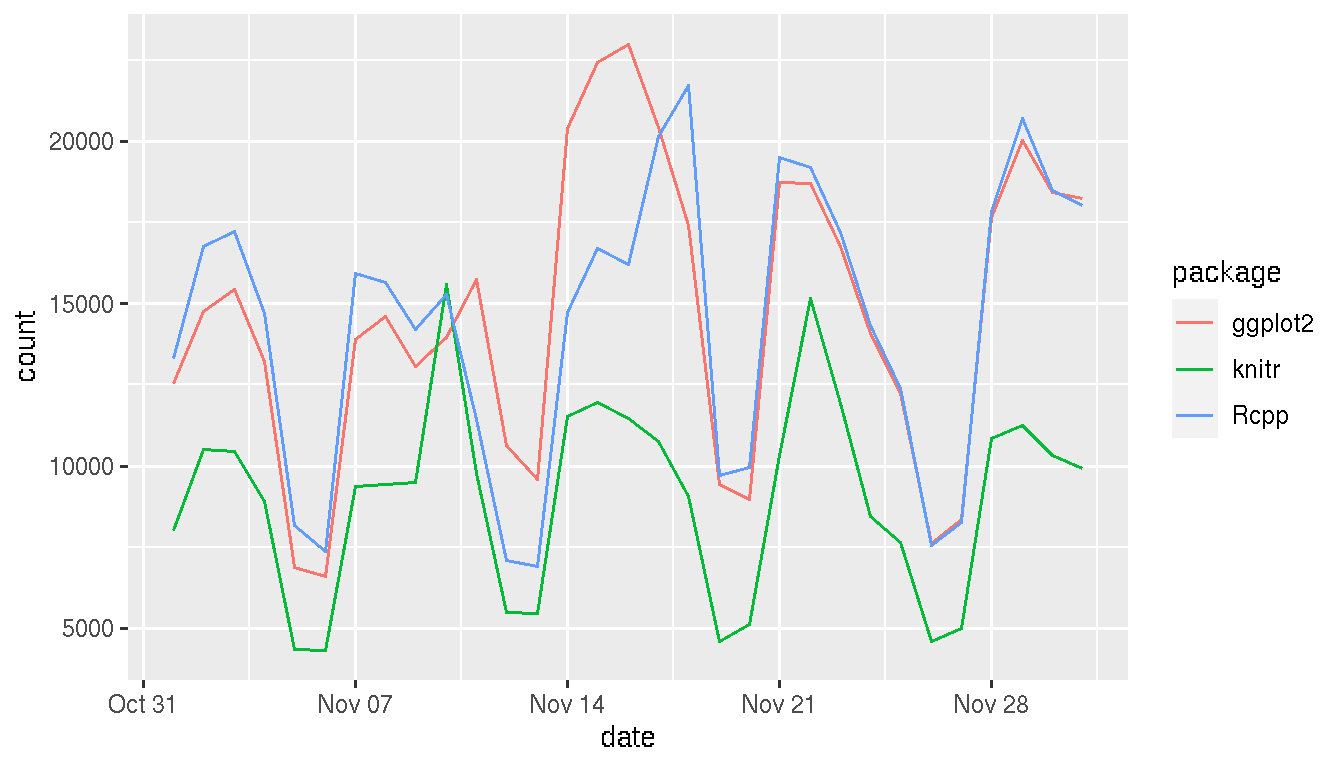 count
20000
15000
10000
5000
Oct 31
Nov 07
Nov 14
Nov 21
Nov 28
date
package
ggplot2
knitr
Rcpp